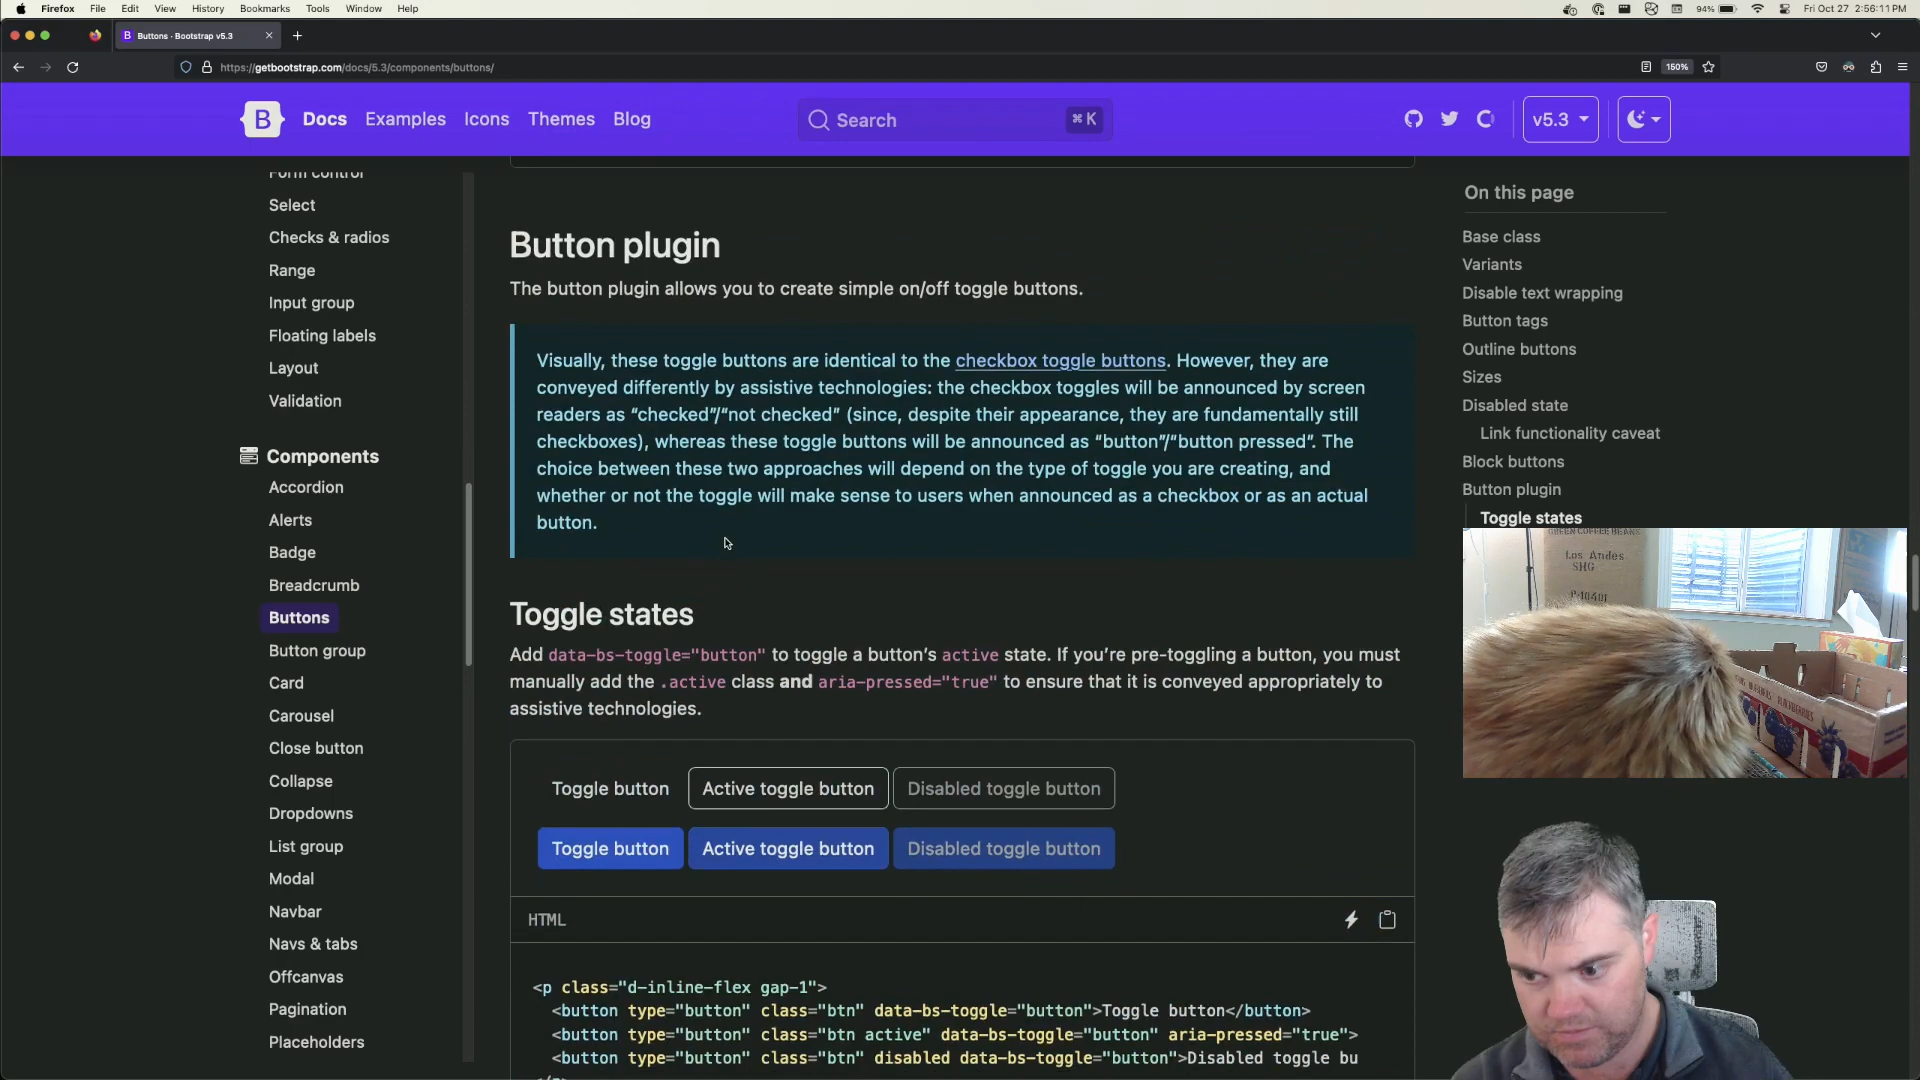 Firefox File Edit View History Bookmarks Tools Window Help 94% Fri Oct 27 2:56:11 PM
Buttons · Bootstrap v5.3
https://getbootstrap.com/docs/5.3/components/buttons/ 150%
B Docs Examples Icons Themes Blog Search ⌘ K v5.3
Form control
Select
Checks & radios
Range
Input group
Floating labels
Layout
Validation
Components
Accordion
Alerts
Badge
Breadcrumb
Buttons
Button group
Card
Carousel
Close button
Collapse
Dropdowns
List group
Modal
Navbar
Navs & tabs
Offcanvas
Pagination
Placeholders
Button plugin
The button plugin allows you to create simple on/off toggle buttons.
Visually, these toggle buttons are identical to the checkbox toggle buttons. However, they are
conveyed differently by assistive technologies: the checkbox toggles will be announced by screen
readers as “checked”/“not checked” (since, despite their appearance, they are fundamentally still
checkboxes), whereas these toggle buttons will be announced as “button”/“button pressed”. The
choice between these two approaches will depend on the type of toggle you are creating, and
whether or not the toggle will make sense to users when announced as a checkbox or as an actual
button.
Toggle states
Add data-bs-toggle="button" to toggle a button’s active state. If you’re pre-toggling a button, you must
manually add the .active class and aria-pressed="true" to ensure that it is conveyed appropriately to
assistive technologies.
Toggle button Active toggle button Disabled toggle button
Toggle button Active toggle button Disabled toggle button
HTML
<p class="d-inline-flex gap-1">
<button type="button" class="btn" data-bs-toggle="button">Toggle button</button>
<button type="button" class="btn active" data-bs-toggle="button" aria-pressed="true">
<button type="button" class="btn" disabled data-bs-toggle="button">Disabled toggle bu
On this page
Base class
Variants
Disable text wrapping
Button tags
Outline buttons
Sizes
Disabled state
Link functionality caveat
Block buttons
Button plugin
Toggle states
GREEN COFFEE BEANS
Los Andes
SHG
BLACKBERRIES